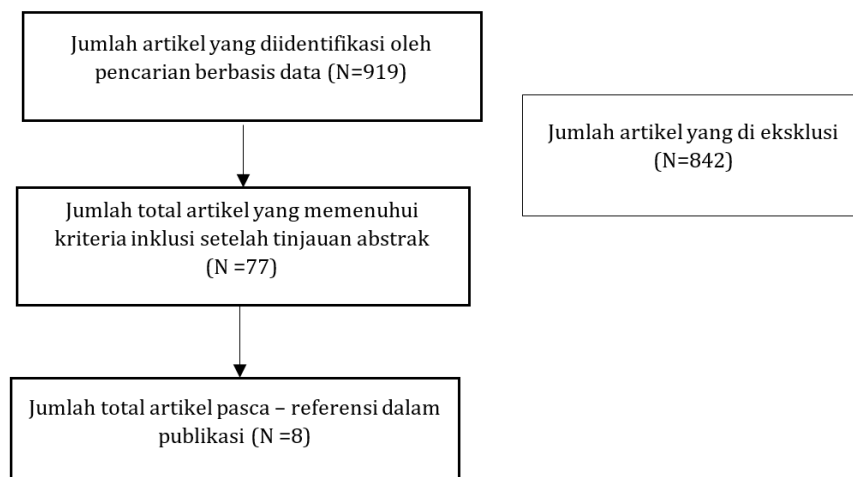 Jumlah artikel yang diidentifikasi oleh
pencarian berbasis data (N=919)
Jumlah artikel yang di eksklusi
(N=842)
Jumlah total artikel yang memenuhui
kriteria inklusi setelah tinjauan abstrak
(N =77)
Jumlah total artikel pasca – referensi dalam
publikasi (N =8)